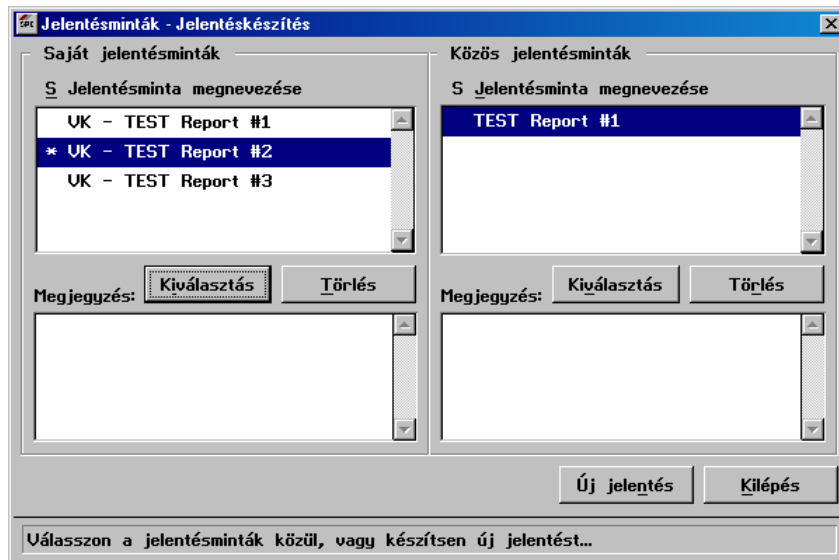 SPC Jelentésminták - Jelentéskészítés
Saját jelentésminták
S Jelentésminta megnevezése
VK - TEST Report #1
* VK - TEST Report #2
VK - TEST Report #3
Megjegyzés: Kiválasztás Törlés
Közös jelentésminták
S Jelentésminta megnevezése
TEST Report #1
Megjegyzés: Kiválasztás Törlés
Új jelentés Kilépés
Válasszon a jelentésminták közül, vagy készítsen új jelentést...